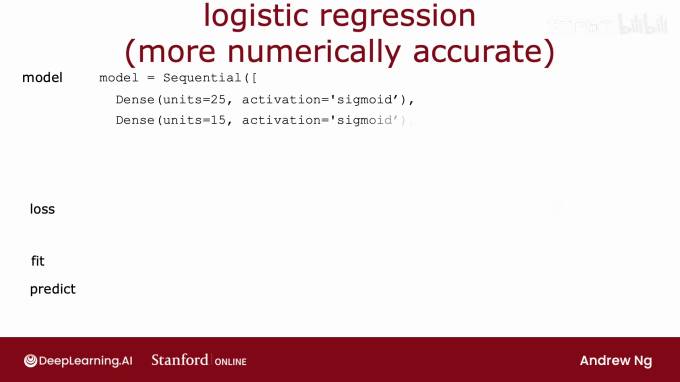 logistic regression
(more numerically accurate)
bilibili
model model = Sequential([
Dense(units=25, activation='sigmoid’),
Dense(units=15, activation='sigmoid’)
loss
fit
predict
DeepLearning.AI Stanford ONLINE Andrew Ng